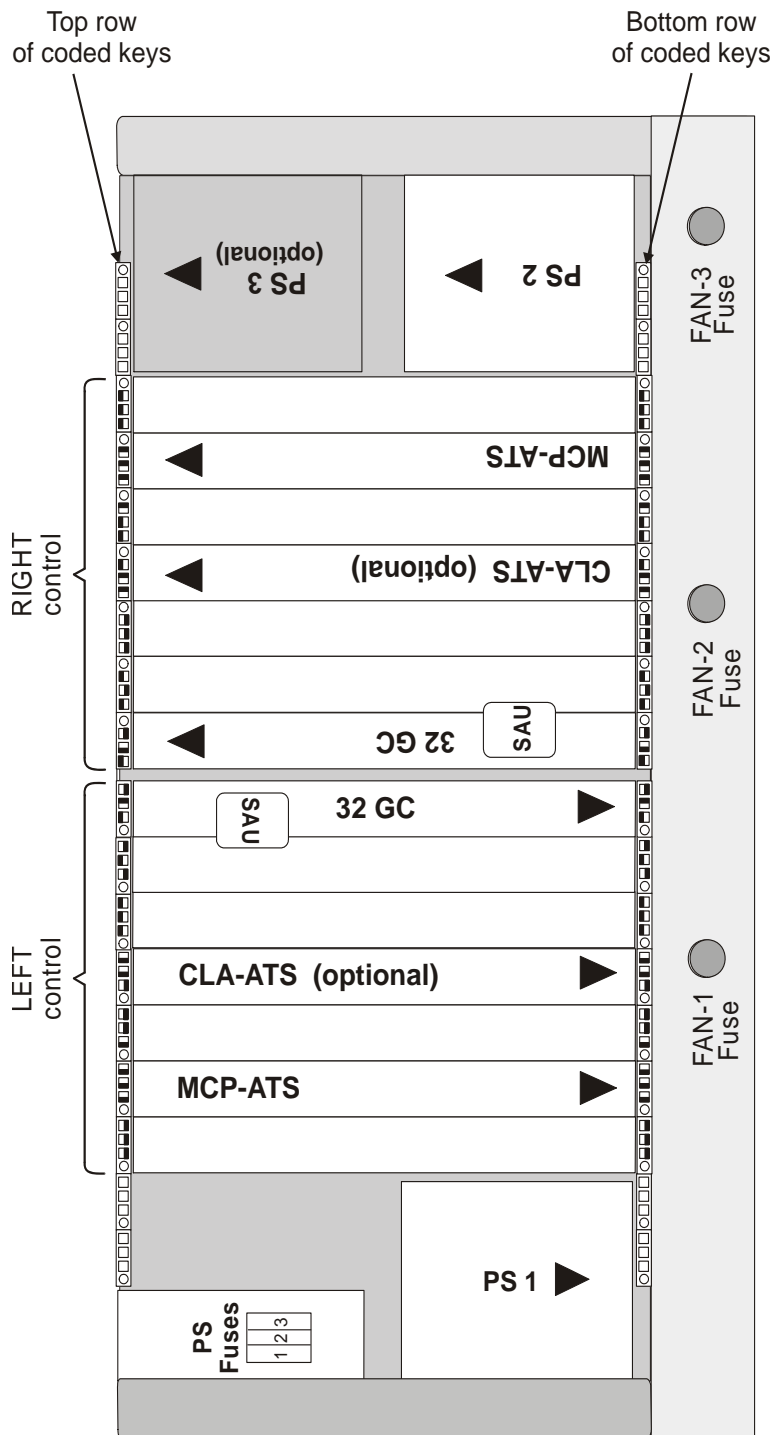 Top row
of coded keys
Bottom row
of coded keys
PS 3
(optional)
PS 2
FAN-3
Fuse
RIGHT
control
MCP-ATS
CLA-ATS (optional)
FAN-2
Fuse
32 GC
SAU
32 GC
SAU
LEFT
control
CLA-ATS (optional)
FAN-1
Fuse
MCP-ATS
PS 1
PS
Fuses
1 2 3